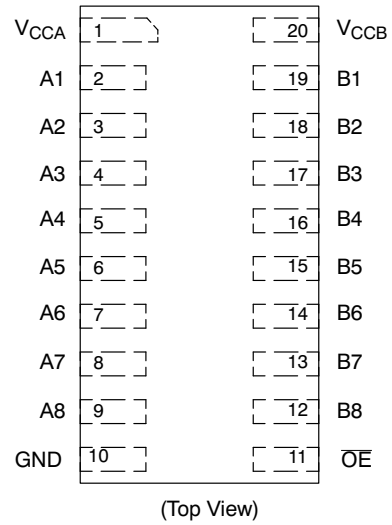 VCCA 1 20 VCCB
A1 2 19 B1
A2 3 18 B2
A3 4 17 B3
A4 5 16 B4
A5 6 15 B5
A6 7 14 B6
A7 8 13 B7
A8 9 12 B8
GND 10 11 O̅E̅
(Top View)